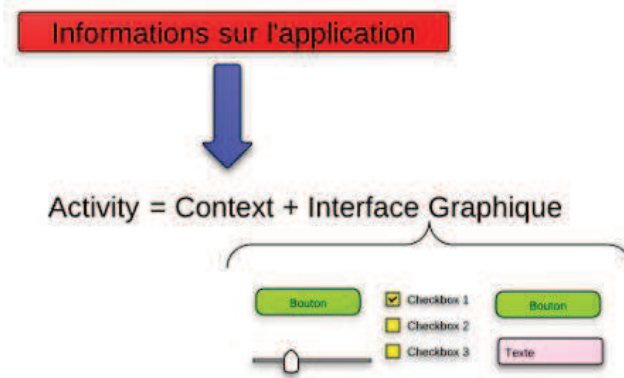 Informations sur l'application
Activity = Context + Interface Graphique
Bouton
Checkbox 1
Checkbox 2
Checkbox 3
Bouton
Texte